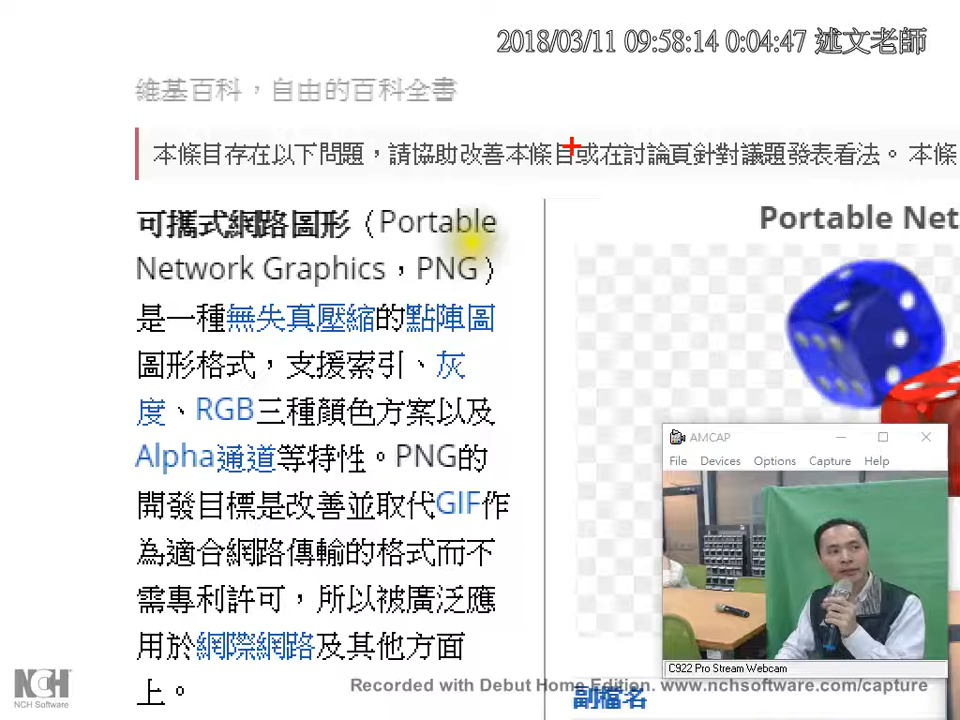 2018/03/11 09:58:14 0:04:47 述文老師
維基百科，自由的百科全書
本條目存在以下問題，請協助改善本條目或在討論頁針對議題發表看法。 本條
可攜式網路圖形（Portable
Network Graphics，PNG）
是一種無失真壓縮的點陣圖
圖形格式，支援索引、灰
度、RGB三種顏色方案以及
Alpha通道等特性。PNG的
開發目標是改善並取代GIF作
為適合網路傳輸的格式而不
需專利許可，所以被廣泛應
用於網際網路及其他方面
上。
Portable Net
AMCAP
File Devices Options Capture Help
C922 Pro Stream Webcam
副檔名
NCH
NCH Software
Recorded with Debut Home Edition. www.nchsoftware.com/capture